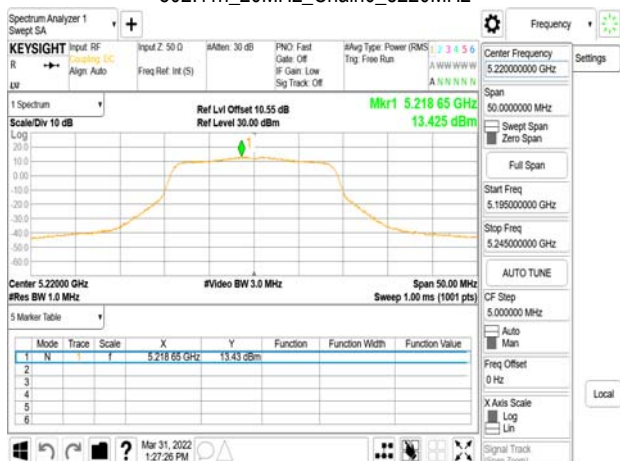 Spectrum Analyzer 1
Swept SA
+
Frequency
KEYSIGHT
R
LV
Input: RF
Coupling: DC
Align: Auto
Input Z: 50 Ω
Freq Ref: Int (S)
#Atten: 30 dB
PNO: Fast
Gate: Off
IF Gain: Low
Sig Track: Off
#Avg Type: Power (RMS
Trig: Free Run
1 2 3 4 5 6
A W W W W W
A N N N N N
1 Spectrum
Scale/Div 10 dB
Ref Lvl Offset 10.55 dB
Ref Level 30.00 dBm
Mkr1 5.218 65 GHz
13.425 dBm
Log
20.0
10.0
0.00
-10.0
-20.0
-30.0
-40.0
-50.0
-60.0
1
Center 5.22000 GHz
#Res BW 1.0 MHz
#Video BW 3.0 MHz
Span 50.00 MHz
Sweep 1.00 ms (1001 pts)
5 Marker Table
Mode Trace Scale X Y Function Function Width Function Value
1 N 1 f 5.218 65 GHz 13.43 dBm
2
3
4
5
6
Mar 31, 2022
1:27:26 PM
Center Frequency
5.220000000 GHz
Settings
Span
50.0000000 MHz
Swept Span
Zero Span
Full Span
Start Freq
5.195000000 GHz
Stop Freq
5.245000000 GHz
AUTO TUNE
CF Step
5.000000 MHz
Auto
Man
Freq Offset
0 Hz
X Axis Scale
Log
Lin
Local
Signal Track
(Span Zoom)